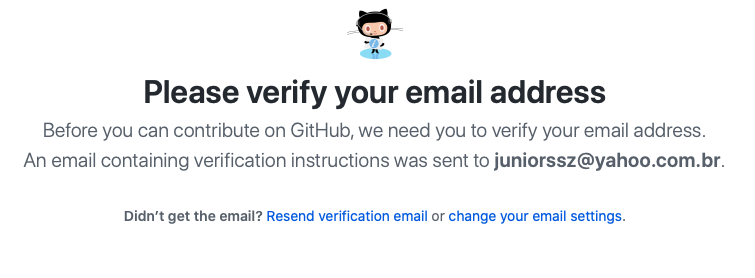 Please verify your email address
Before you can contribute on GitHub, we need you to verify your email address.
An email containing verification instructions was sent to juniorssz@yahoo.com.br.
Didn’t get the email? Resend verification email or change your email settings.